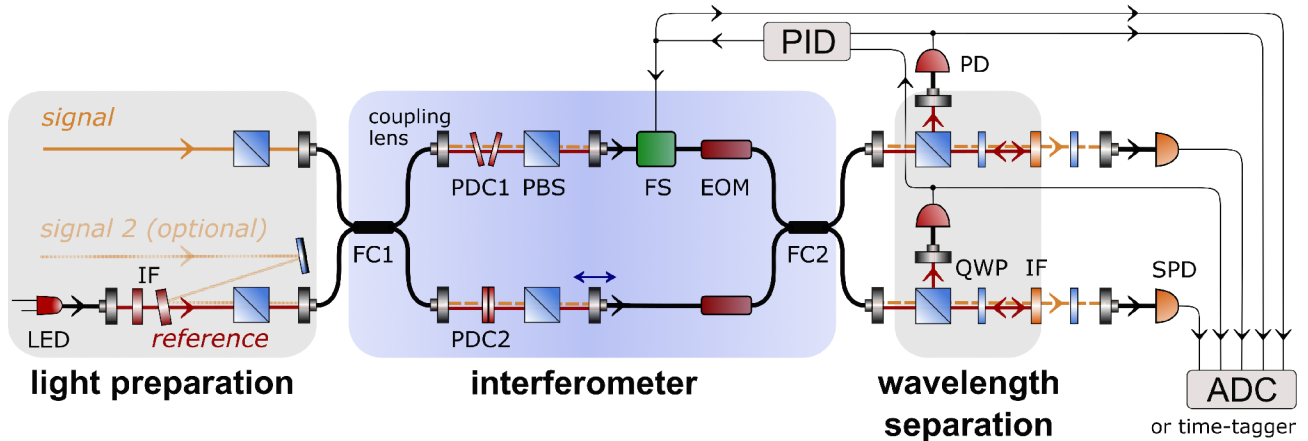 PID
PD
signal
coupling
lens
PDC1
PBS
FS
EOM
signal 2 (optional)
FC1
FC2
IF
QWP
IF
SPD
LED
reference
PDC2
light preparation
interferometer
wavelength
separation
ADC
or time-tagger